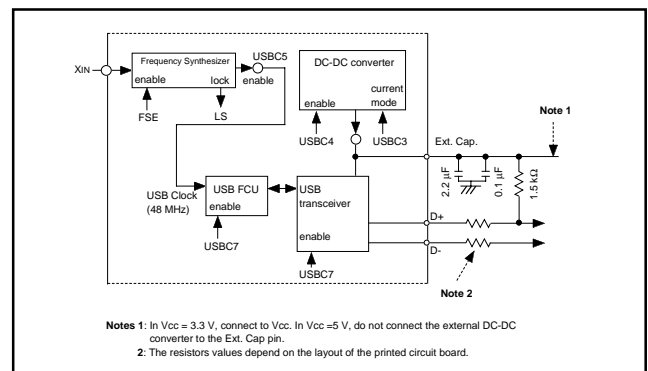 XIN
Frequency Synthesizer
enable
lock
FSE
LS
USBC5
enable
DC-DC converter
enable
current
mode
USBC4
USBC3
Ext. Cap.
Note 1
2.2 µF
0.1 µF
1.5 kΩ
USB Clock
(48 MHz)
USB FCU
enable
USBC7
USB
transceiver
enable
USBC7
D+
D-
Note 2
Notes 1: In Vcc = 3.3 V, connect to Vcc. In Vcc =5 V, do not connect the external DC-DC
converter to the Ext. Cap pin.
2: The resistors values depend on the layout of the printed circuit board.